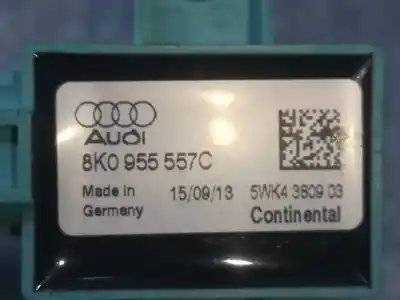 Audi
8K0 955 557C
Made in Germany 15/09/13 5WK4 3809 03
Continental